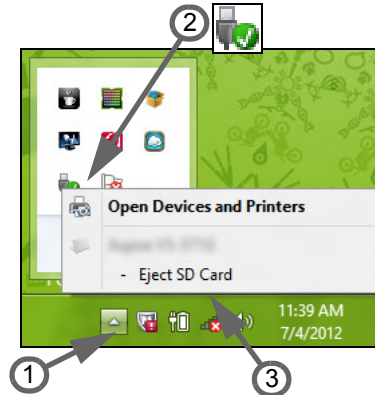 2
Open Devices and Printers
- Eject SD Card
11:39 AM
7/4/2012
1
3